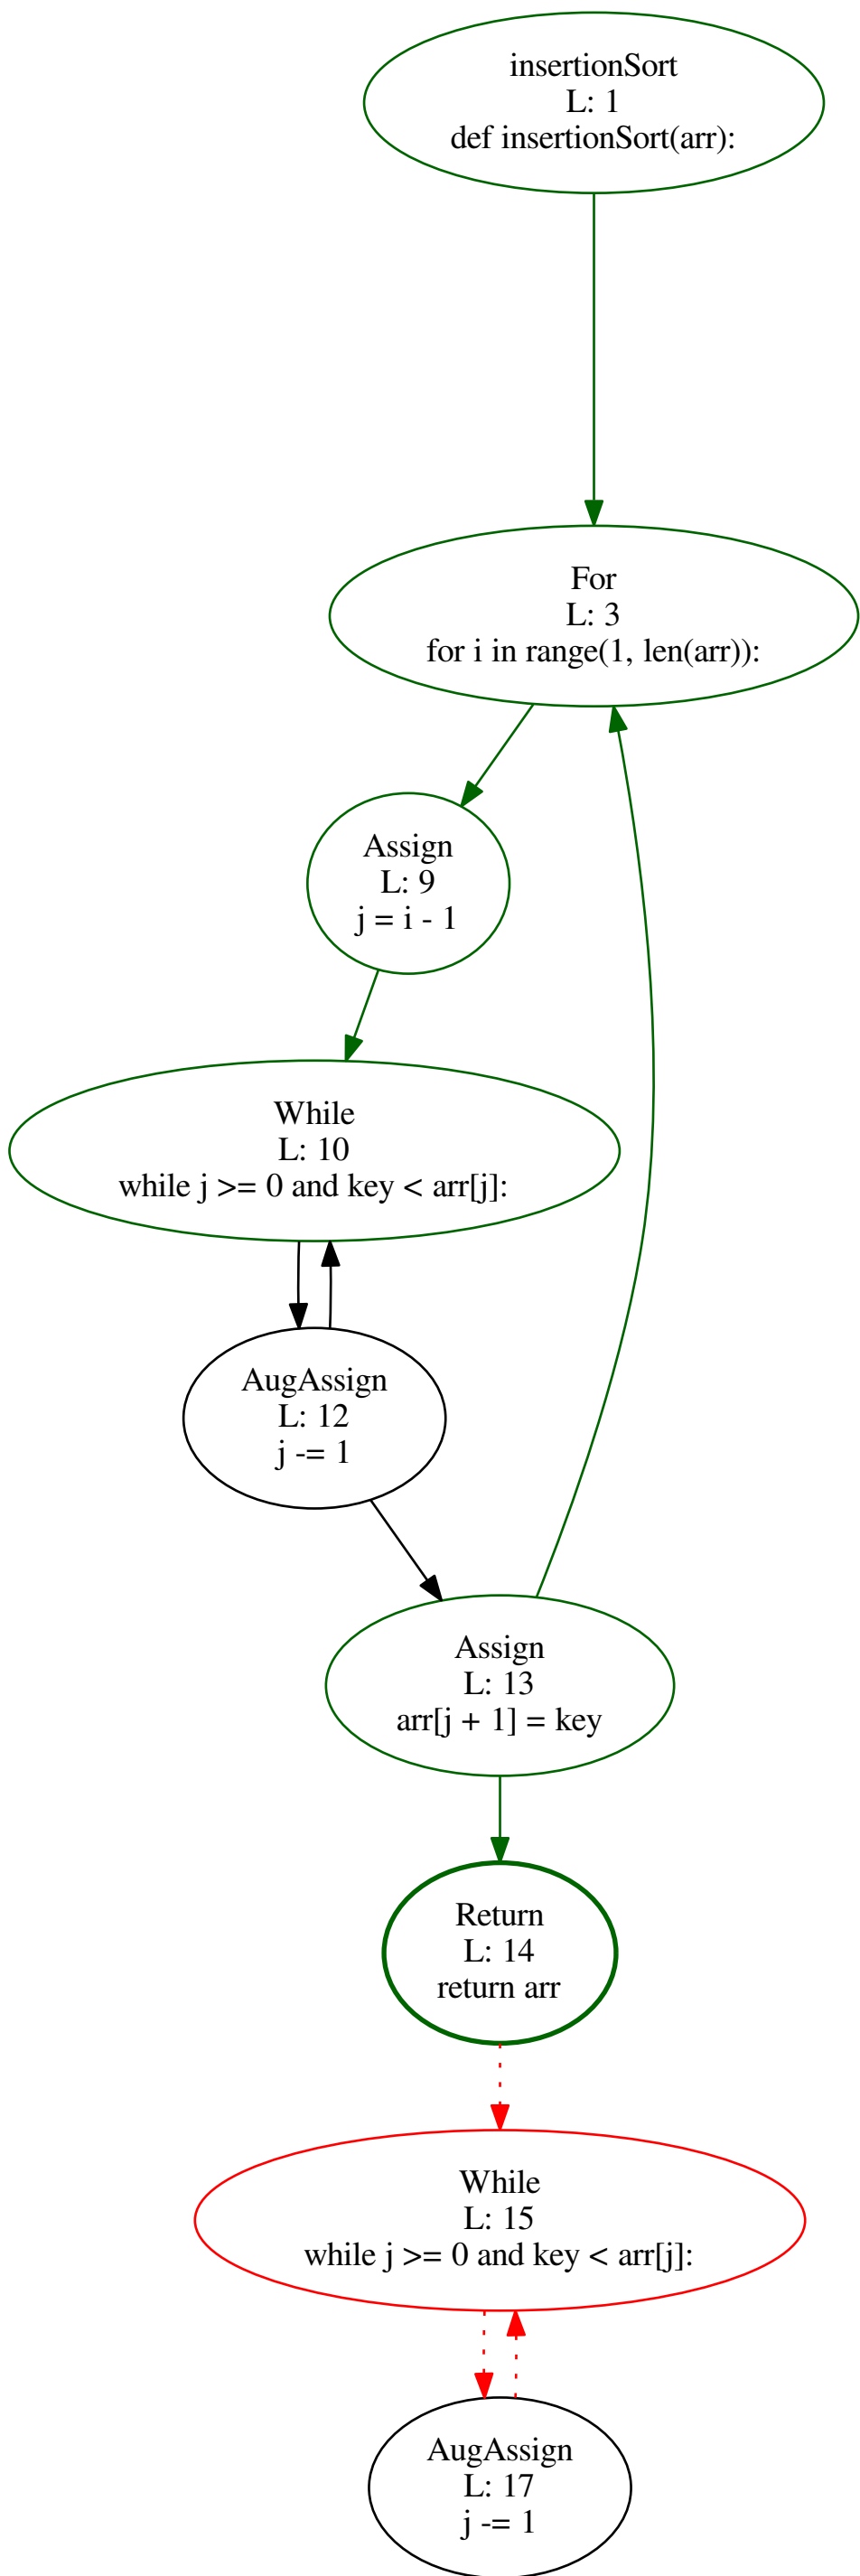 insertionSort
L: 1
def insertionSort(arr):
For
L: 3
for i in range(1, len(arr)):
Assign
L: 9
j = i - 1
While
L: 10
while j >= 0 and key < arr[j]:
AugAssign
L: 12
j -= 1
Assign
L: 13
arr[j + 1] = key
Return
L: 14
return arr
While
L: 15
while j >= 0 and key < arr[j]:
AugAssign
L: 17
j -= 1